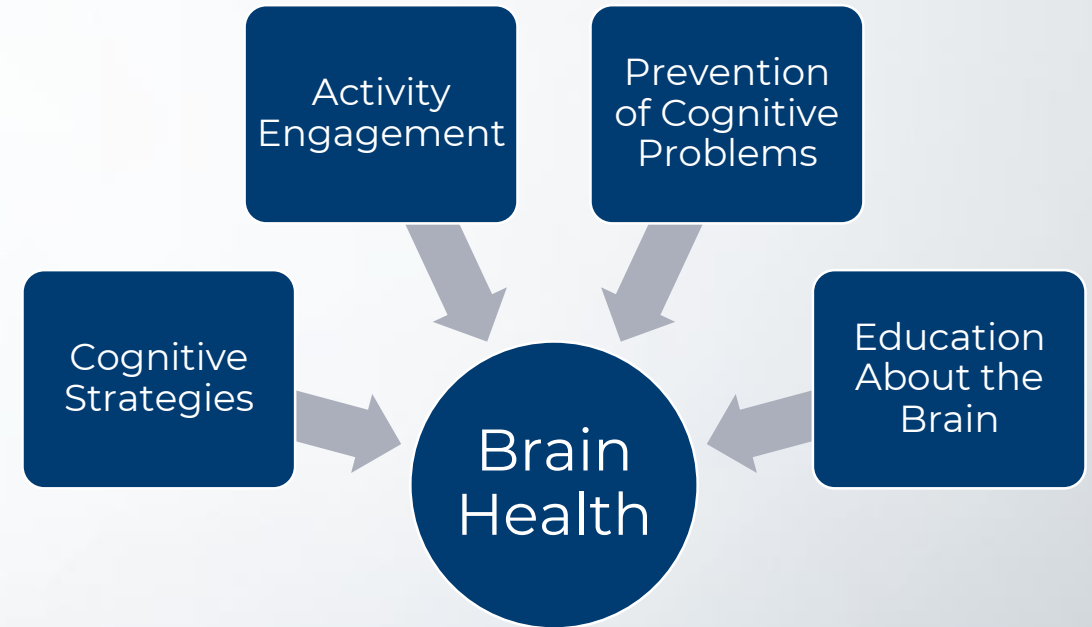 Activity
Engagement
Prevention
of Cognitive
Problems
Cognitive
Strategies
Education
About the
Brain
Brain
Health